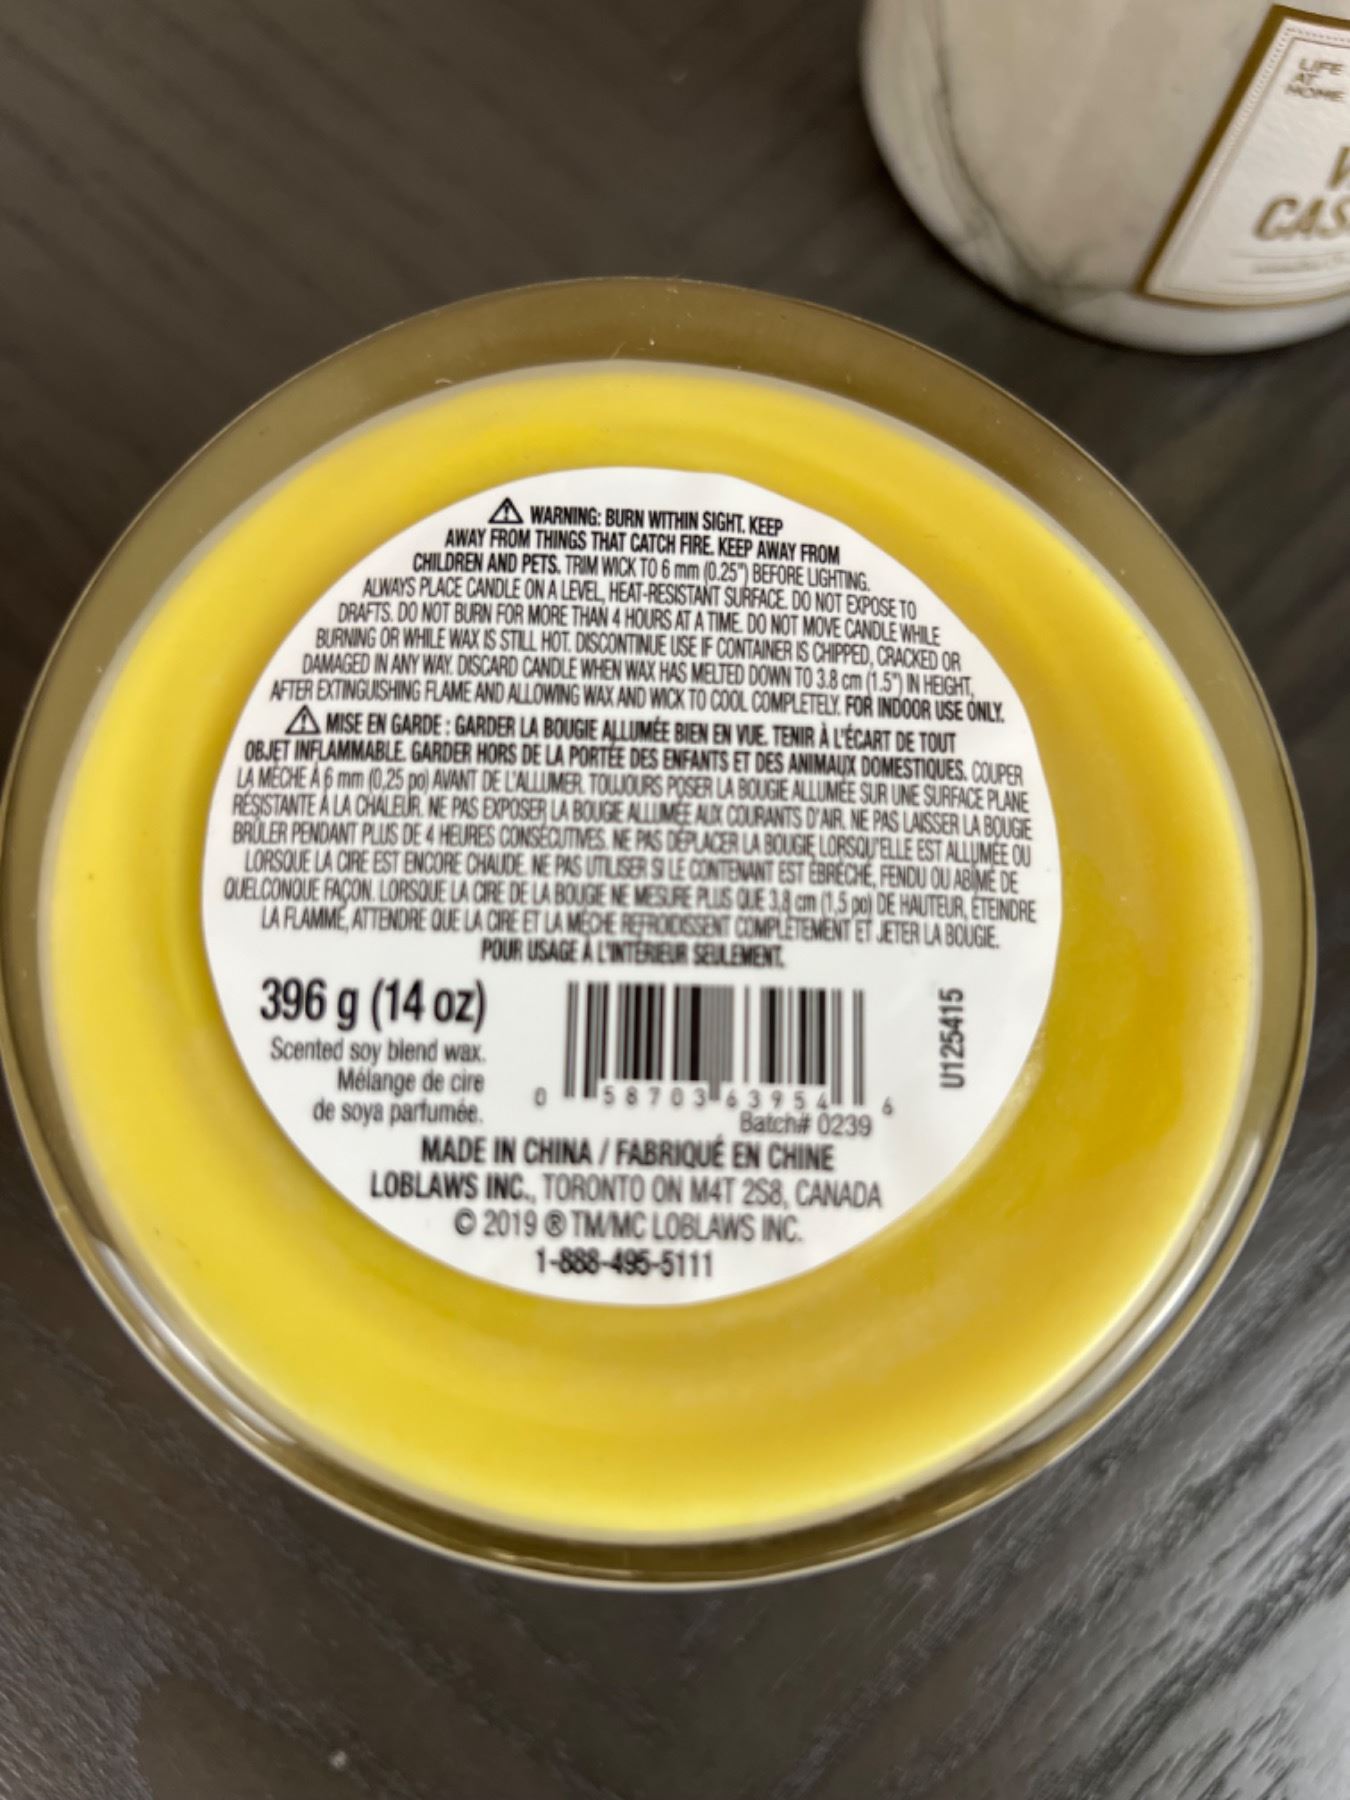 LIFE
AT
HOME
⚠ WARNING: BURN WITHIN SIGHT. KEEP
AWAY FROM THINGS THAT CATCH FIRE. KEEP AWAY FROM
CHILDREN AND PETS. TRIM WICK TO 6 mm (0.25") BEFORE LIGHTING.
ALWAYS PLACE CANDLE ON A LEVEL, HEAT-RESISTANT SURFACE. DO NOT EXPOSE TO
DRAFTS. DO NOT BURN FOR MORE THAN 4 HOURS AT A TIME. DO NOT MOVE CANDLE WHILE
BURNING OR WHILE WAX IS STILL HOT. DISCONTINUE USE IF CONTAINER IS CHIPPED, CRACKED OR
DAMAGED IN ANY WAY. DISCARD CANDLE WHEN WAX HAS MELTED DOWN TO 3.8 cm (1.5") IN HEIGHT,
AFTER EXTINGUISHING FLAME AND ALLOWING WAX AND WICK TO COOL COMPLETELY. FOR INDOOR USE ONLY.
⚠ MISE EN GARDE : GARDER LA BOUGIE ALLUMÉE BIEN EN VUE. TENIR À L'ÉCART DE TOUT
OBJET INFLAMMABLE. GARDER HORS DE LA PORTÉE DES ENFANTS ET DES ANIMAUX DOMESTIQUES. COUPER
LA MÈCHE À 6 mm (0,25 po) AVANT DE L'ALLUMER. TOUJOURS POSER LA BOUGIE ALLUMÉE SUR UNE SURFACE PLANE
RÉSISTANTE À LA CHALEUR. NE PAS EXPOSER LA BOUGIE ALLUMÉE AUX COURANTS D'AIR. NE PAS LAISSER LA BOUGIE
BRÛLER PENDANT PLUS DE 4 HEURES CONSÉCUTIVES. NE PAS DÉPLACER LA BOUGIE LORSQU'ELLE EST ALLUMÉE OU
LORSQUE LA CIRE EST ENCORE CHAUDE. NE PAS UTILISER SI LE CONTENANT EST ÉBRÉCHÉ, FENDU OU ABÎMÉ DE
QUELCONQUE FAÇON. LORSQUE LA CIRE DE LA BOUGIE NE MESURE PLUS QUE 3,8 cm (1,5 po) DE HAUTEUR, ÉTEINDRE
LA FLAMME, ATTENDRE QUE LA CIRE ET LA MÈCHE REFROIDISSENT COMPLÈTEMENT ET JETER LA BOUGIE.
POUR USAGE À L'INTÉRIEUR SEULEMENT.
396 g (14 oz)
Scented soy blend wax.
Mélange de cire
de soya parfumée.
0 58703 63954 6
Batch# 0239
U125415
MADE IN CHINA / FABRIQUÉ EN CHINE
LOBLAWS INC., TORONTO ON M4T 2S8, CANADA
© 2019 ® TM/MC LOBLAWS INC.
1-888-495-5111